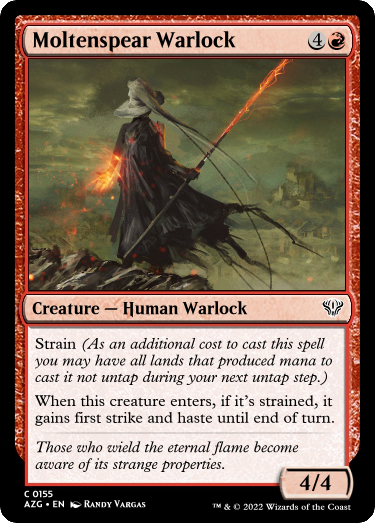 Moltenspear Warlock 4
Creature — Human Warlock
Strain (As an additional cost to cast this spell
you may have all lands that produced mana to
cast it not untap during your next untap step.)
When this creature enters, if it's strained, it
gains first strike and haste until end of turn.
Those who wield the eternal flame become
aware of its strange properties.
4/4
C 0155
AZG • EN Randy Vargas
™ & © 2022 Wizards of the Coast